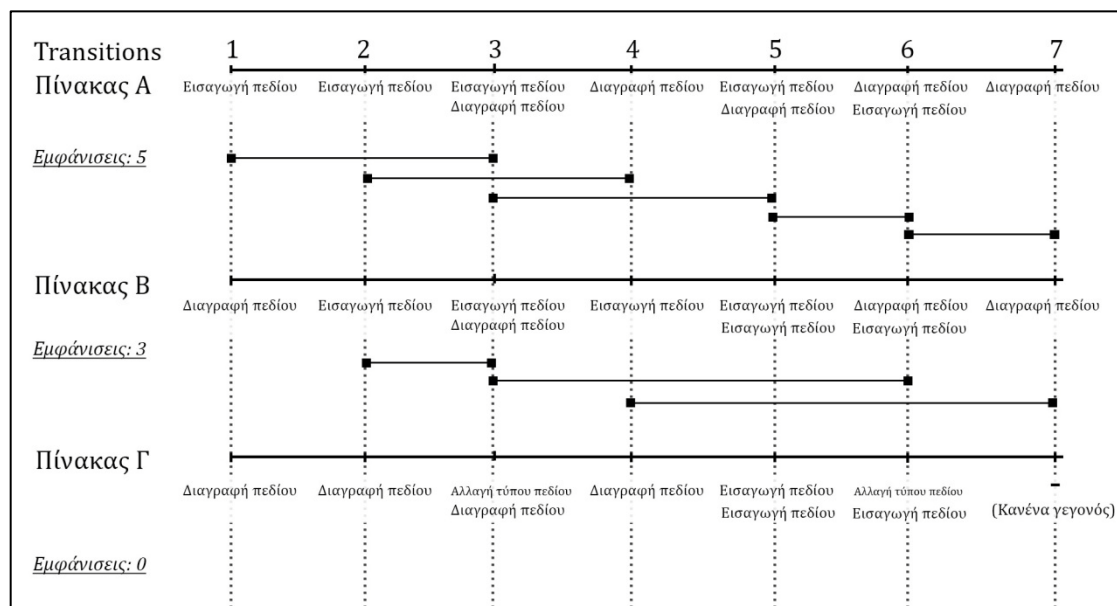 Transitions 1 2 3 4 5 6 7
Πίνακας Α
Εισαγωγή πεδίου Εισαγωγή πεδίου Εισαγωγή πεδίου Διαγραφή πεδίου Εισαγωγή πεδίου Διαγραφή πεδίου Διαγραφή πεδίου
Διαγραφή πεδίου Διαγραφή πεδίου Εισαγωγή πεδίου
Εμφάνισεις: 5
Πίνακας Β
Διαγραφή πεδίου Εισαγωγή πεδίου Εισαγωγή πεδίου Εισαγωγή πεδίου Εισαγωγή πεδίου Διαγραφή πεδίου Διαγραφή πεδίου
Διαγραφή πεδίου Εισαγωγή πεδίου Εισαγωγή πεδίου
Εμφάνισεις: 3
Πίνακας Γ
Διαγραφή πεδίου Διαγραφή πεδίου Αλλαγή τύπου πεδίου Διαγραφή πεδίου Εισαγωγή πεδίου Αλλαγή τύπου πεδίου -
Διαγραφή πεδίου Εισαγωγή πεδίου Εισαγωγή πεδίου (Κανένα γεγονός)
Εμφάνισεις: 0